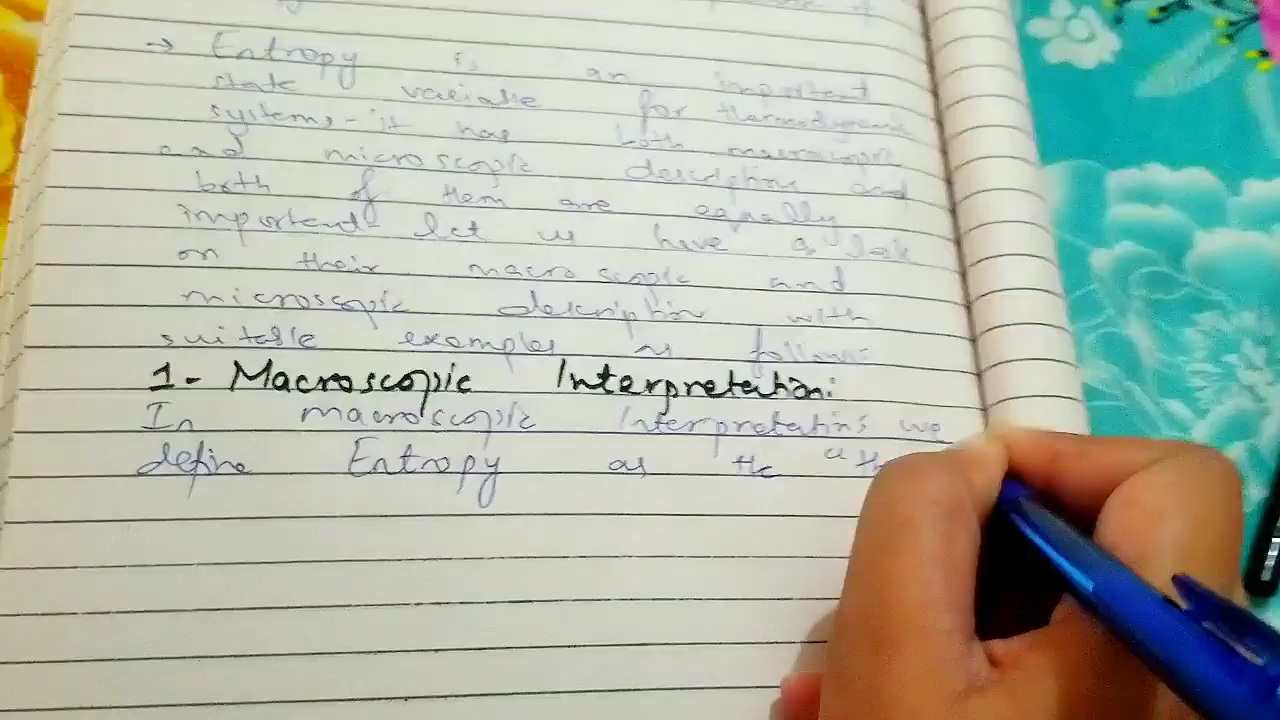 → Entropy is an important
state variable for thermodynamic
systems - it has both macroscopic
and microscopic description and
both of them are equally
important let us have a look
on their macroscopic and
microscopic description with
suitable examples as follows
1- Macroscopic Interpretation:
In macroscopic Interpretations we
define Entropy as the "